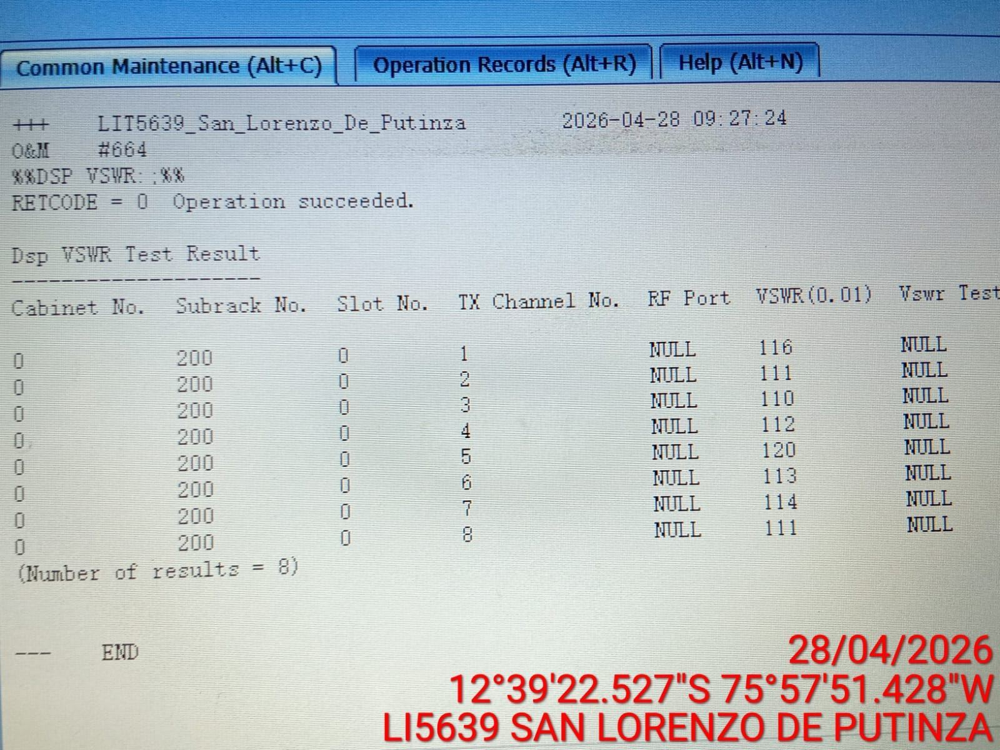 Common Maintenance (Alt+C) Operation Records (Alt+R) Help (Alt+N)
+++ LIT5639_San_Lorenzo_De_Putinza 2026-04-28 09:27:24
O&M #664
%%DSP VSWR:;%%
RETCODE = 0 Operation succeeded.
Dsp VSWR Test Result
---------------------
Cabinet No. Subrack No. Slot No. TX Channel No. RF Port VSWR(0.01) Vswr Test
0 200 0 1 NULL 116 NULL
0 200 0 2 NULL 111 NULL
0 200 0 3 NULL 110 NULL
0 200 0 4 NULL 112 NULL
0 200 0 5 NULL 120 NULL
0 200 0 6 NULL 113 NULL
0 200 0 7 NULL 114 NULL
0 200 0 8 NULL 111 NULL
(Number of results = 8)
--- END
28/04/2026
12°39'22.527"S 75°57'51.428"W
LI5639 SAN LORENZO DE PUTINZA